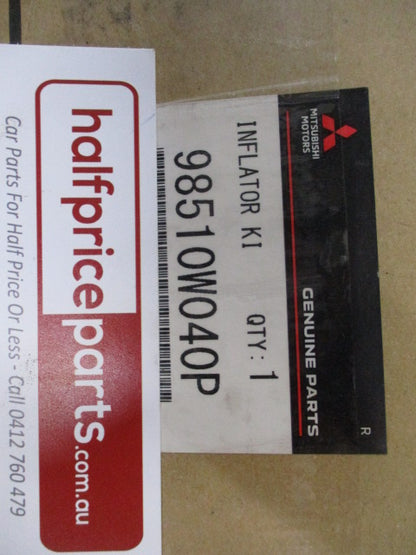 MITSUBISHI
MOTORS
GENUINE PARTS
R
INFLATOR KI QTY: 1
98510W040P
halfpriceparts.com.au
Car Parts For Half Price Or Less - Call 0412 760 479